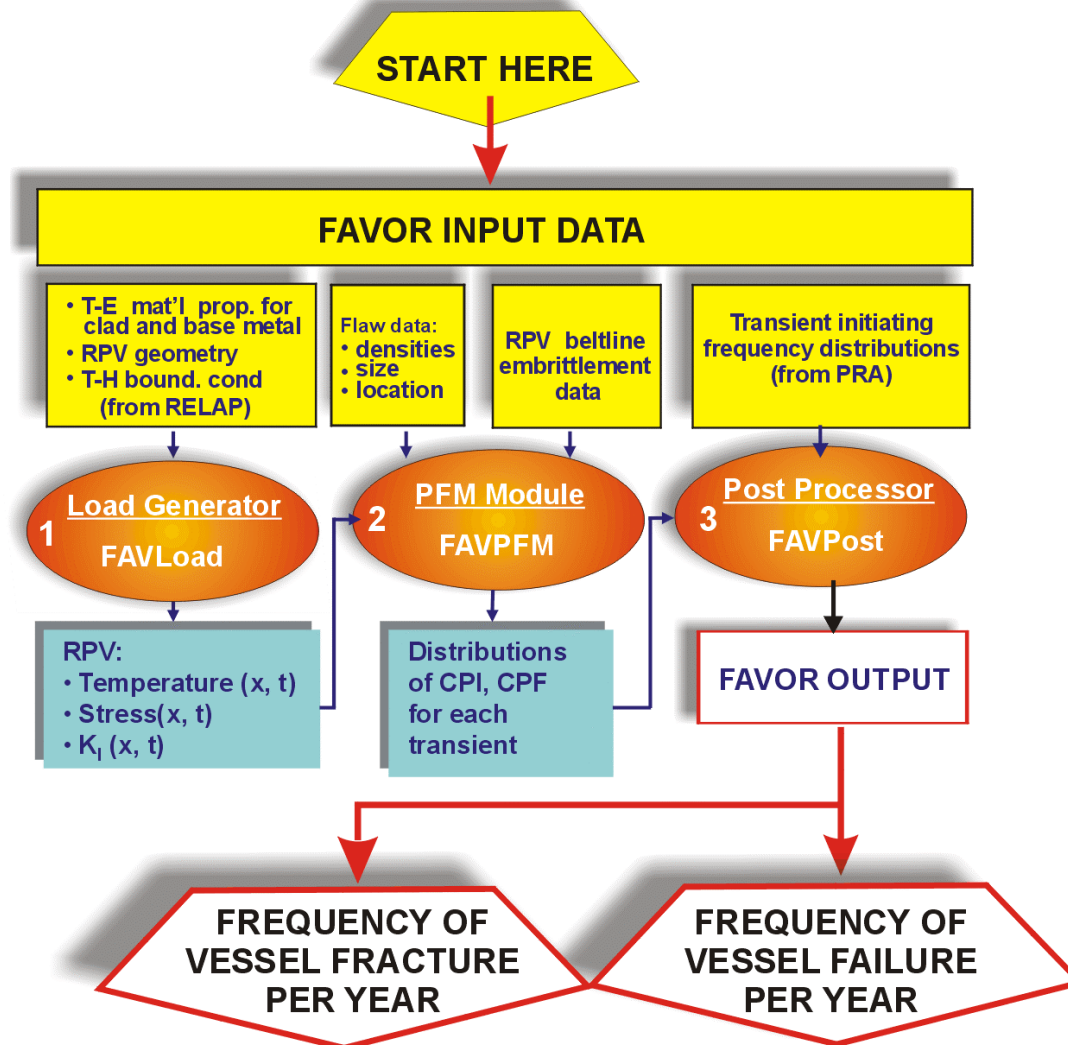 START HERE
FAVOR INPUT DATA
• T-E mat'l prop. for
clad and base metal
• RPV geometry
• T-H bound. cond
(from RELAP)
Flaw data:
• densities
• size
• location
RPV beltline
embrittlement
data
Transient initiating
frequency distributions
(from PRA)
1
Load Generator
FAVLoad
2
PFM Module
FAVPFM
3
Post Processor
FAVPost
RPV:
• Temperature (x, t)
• Stress(x, t)
• K_I (x, t)
Distributions
of CPI, CPF
for each
transient
FAVOR OUTPUT
FREQUENCY OF
VESSEL FRACTURE
PER YEAR
FREQUENCY OF
VESSEL FAILURE
PER YEAR